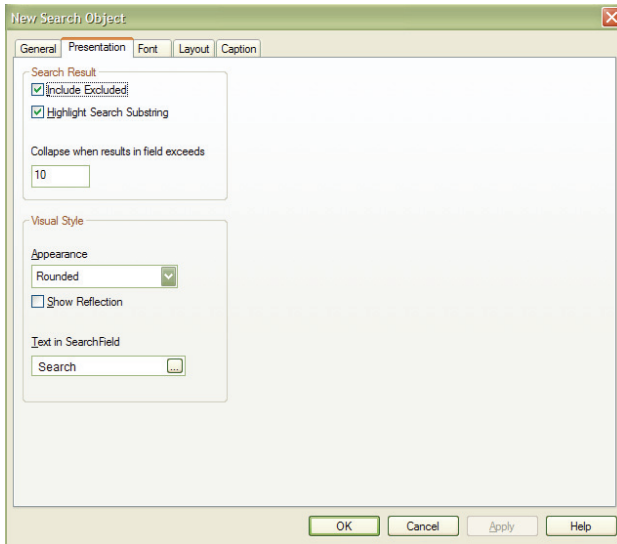 New Search Object
General Presentation Font Layout Caption
Search Result
Include Excluded
Highlight Search Substring
Collapse when results in field exceeds
10
Visual Style
Appearance
Rounded
Show Reflection
Text in SearchField
Search ...
OK Cancel Apply Help